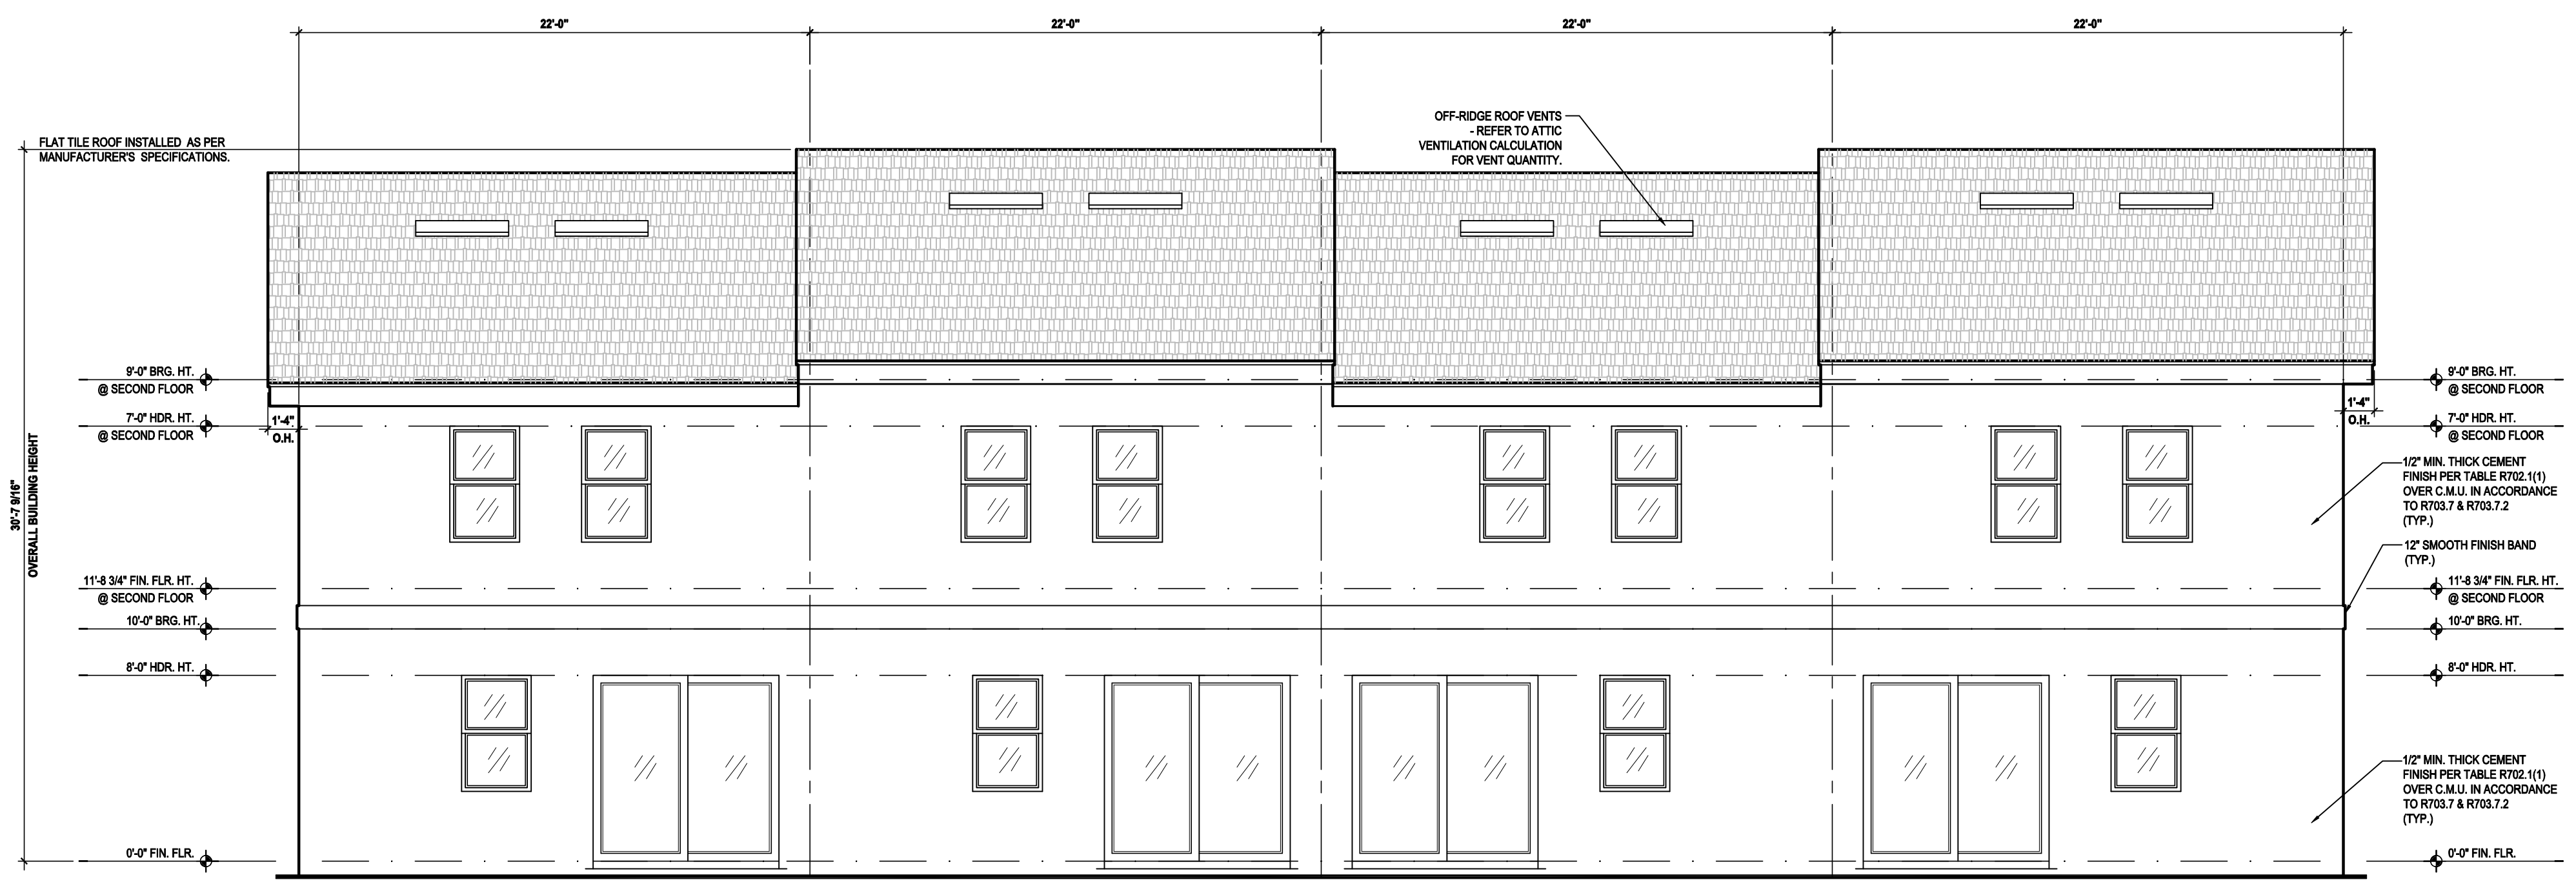 22'-0"
22'-0"
22'-0"
22'-0"
FLAT TILE ROOF INSTALLED AS PER
MANUFACTURER'S SPECIFICATIONS.
OFF-RIDGE ROOF VENTS
- REFER TO ATTIC
VENTILATION CALCULATION
FOR VENT QUANTITY.
30'-7 9/16"
OVERALL BUILDING HEIGHT
9'-0" BRG. HT.
@ SECOND FLOOR
7'-0" HDR. HT.
@ SECOND FLOOR
1'-4"
O.H.
11'-8 3/4" FIN. FLR. HT.
@ SECOND FLOOR
10'-0" BRG. HT.
8'-0" HDR. HT.
0'-0" FIN. FLR.
9'-0" BRG. HT.
@ SECOND FLOOR
1'-4"
O.H.
7'-0" HDR. HT.
@ SECOND FLOOR
1/2" MIN. THICK CEMENT
FINISH PER TABLE R702.1(1)
OVER C.M.U. IN ACCORDANCE
TO R703.7 & R703.7.2
(TYP.)
12" SMOOTH FINISH BAND
(TYP.)
11'-8 3/4" FIN. FLR. HT.
@ SECOND FLOOR
10'-0" BRG. HT.
8'-0" HDR. HT.
1/2" MIN. THICK CEMENT
FINISH PER TABLE R702.1(1)
OVER C.M.U. IN ACCORDANCE
TO R703.7 & R703.7.2
(TYP.)
0'-0" FIN. FLR.